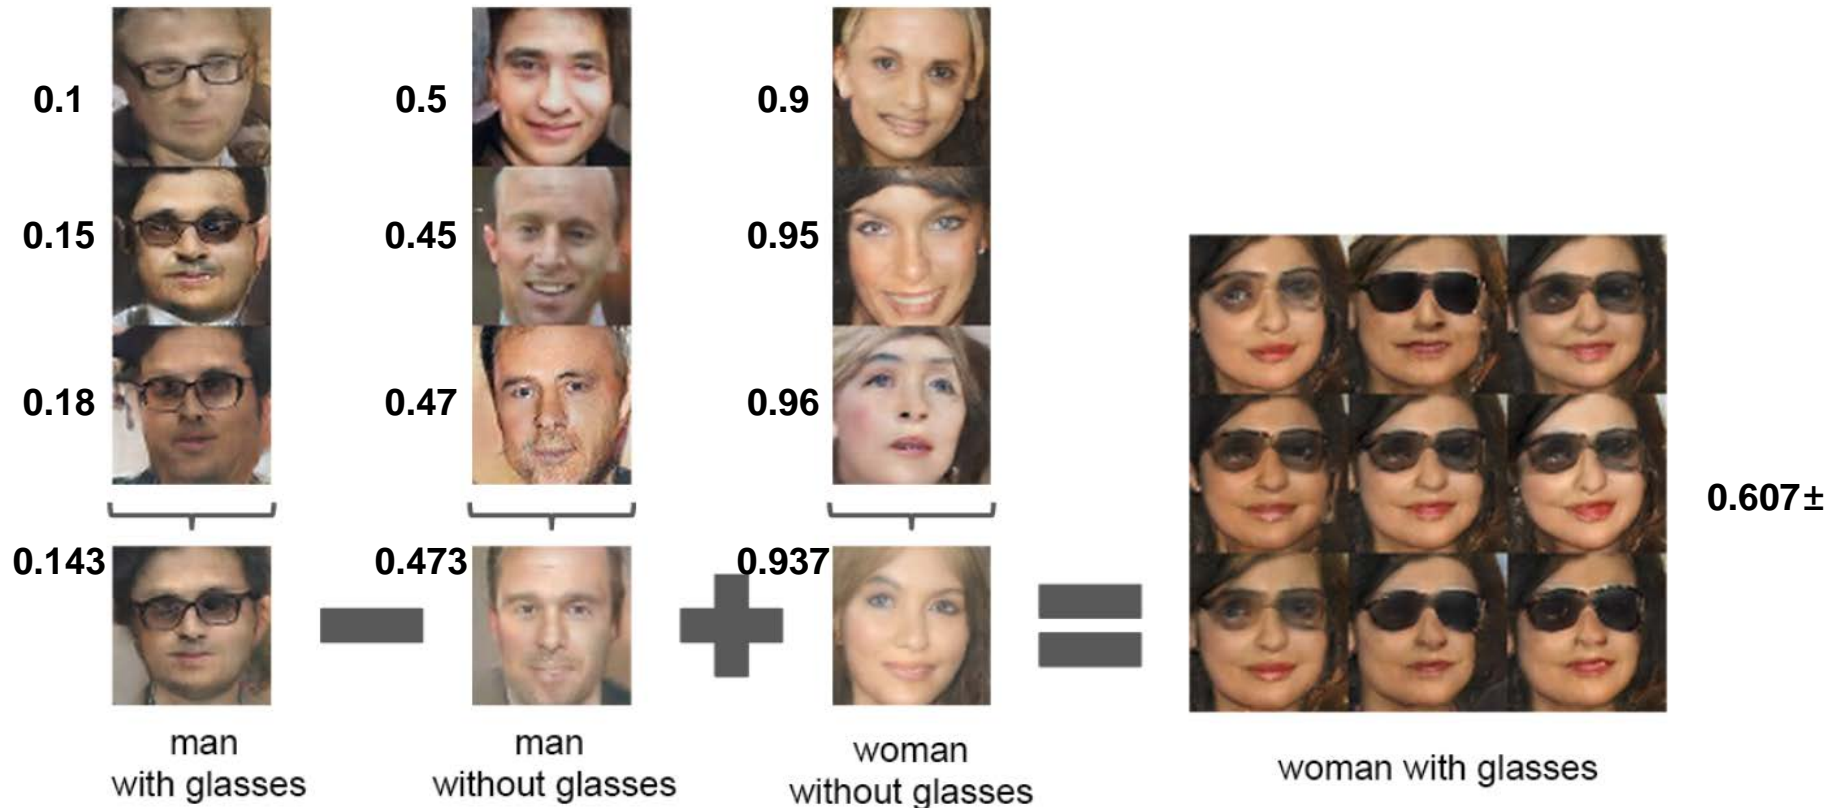 0.1
0.5
0.9
0.15
0.45
0.95
0.18
0.47
0.96
0.607±
0.143
0.473
0.937
man
with glasses
man
without glasses
woman
without glasses
woman with glasses